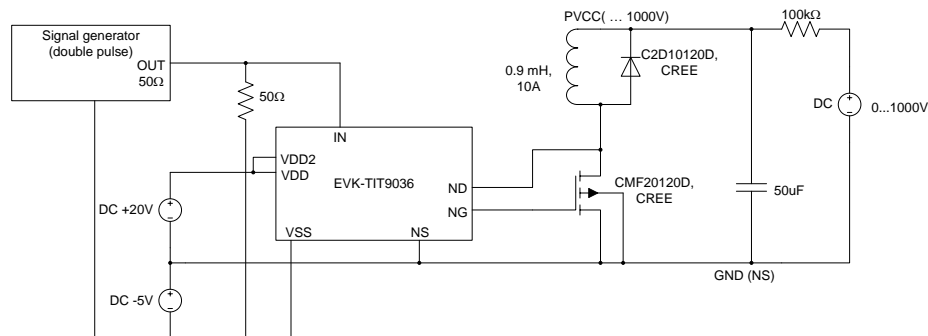 Signal generator
(double pulse)
OUT
50Ω
50Ω
IN
VDD2
VDD
EVK-TIT9036
ND
NG
VSS
NS
DC +20V
DC -5V
PVCC( ... 1000V)
0.9 mH,
10A
C2D10120D,
CREE
CMF20120D,
CREE
100kΩ
DC
0...1000V
50uF
GND (NS)